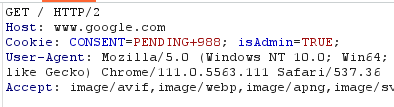 GET / HTTP/2
Host: www.google.com
Cookie: CONSENT=PENDING+988; isAdmin=TRUE;
User-Agent: Mozilla/5.0 (Windows NT 10.0; Win64;
like Gecko) Chrome/111.0.5563.111 Safari/537.36
Accept: image/avif,image/webp,image/apng,image/sv